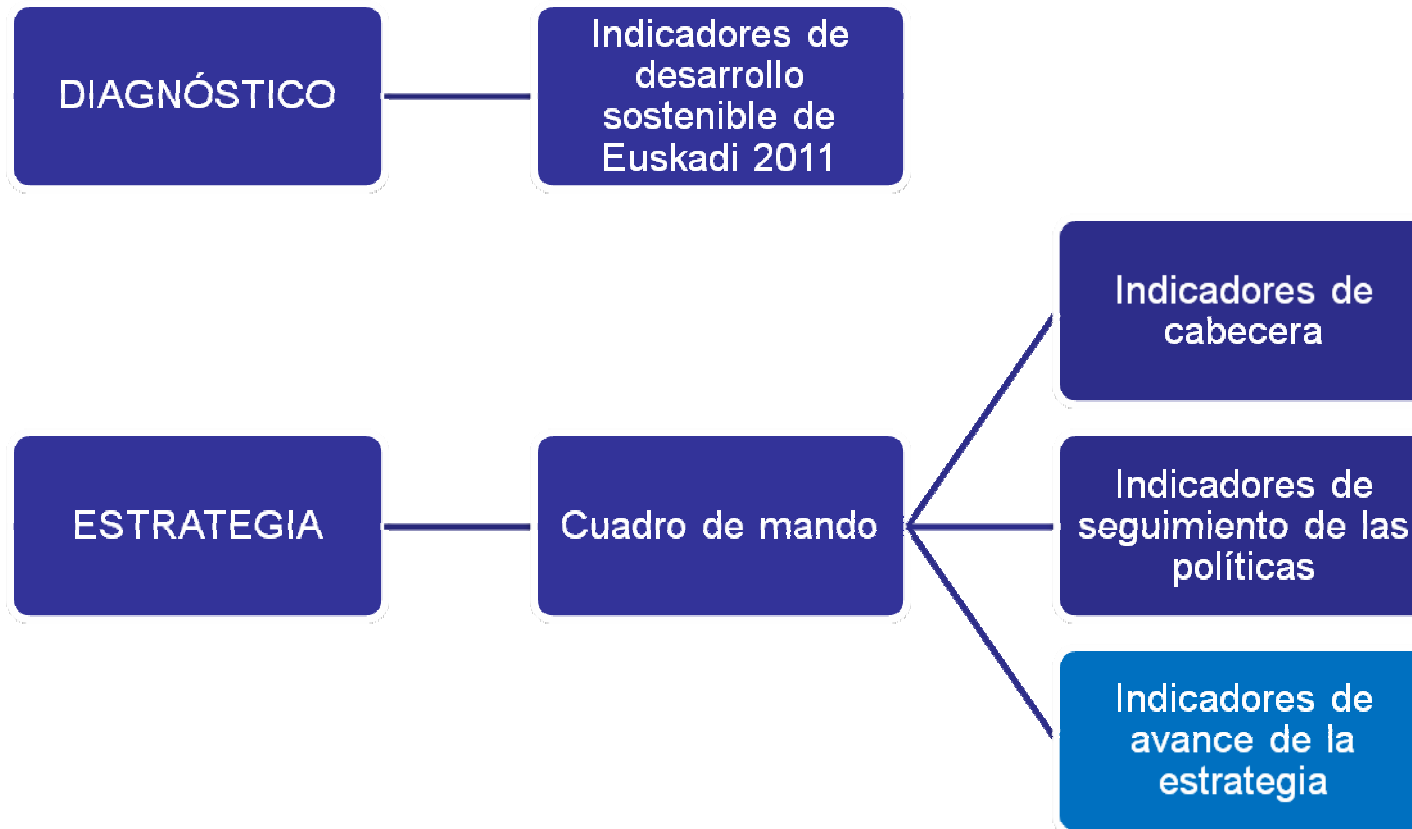 DIAGNÓSTICO
Indicadores de
desarrollo
sostenible de
Euskadi 2011
Indicadores de
cabecera
ESTRATEGIA
Cuadro de mando
Indicadores de
seguimiento de las
políticas
Indicadores de
avance de la
estrategia